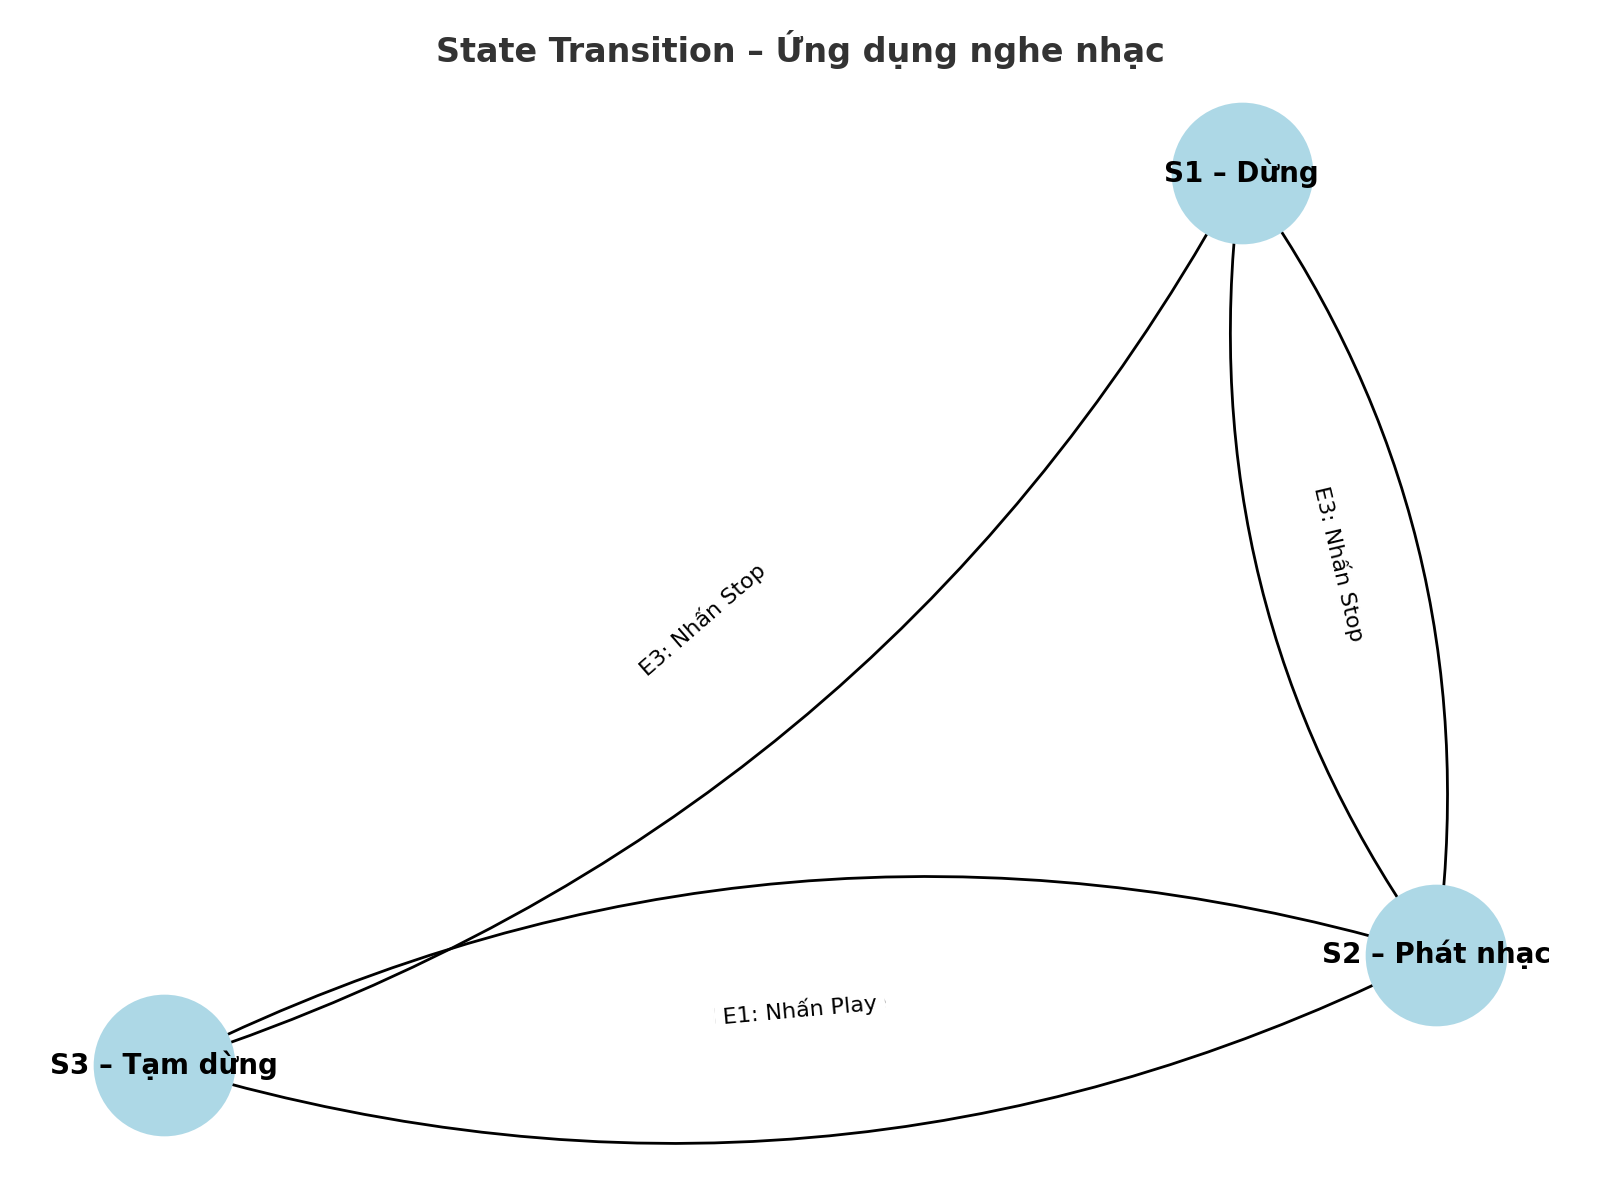 State Transition – Ứng dụng nghe nhạc
S1 – Dừng
E3: Nhấn Stop
E3: Nhấn Stop
S2 – Phát nhạc
E1: Nhấn Play
S3 – Tạm dừng